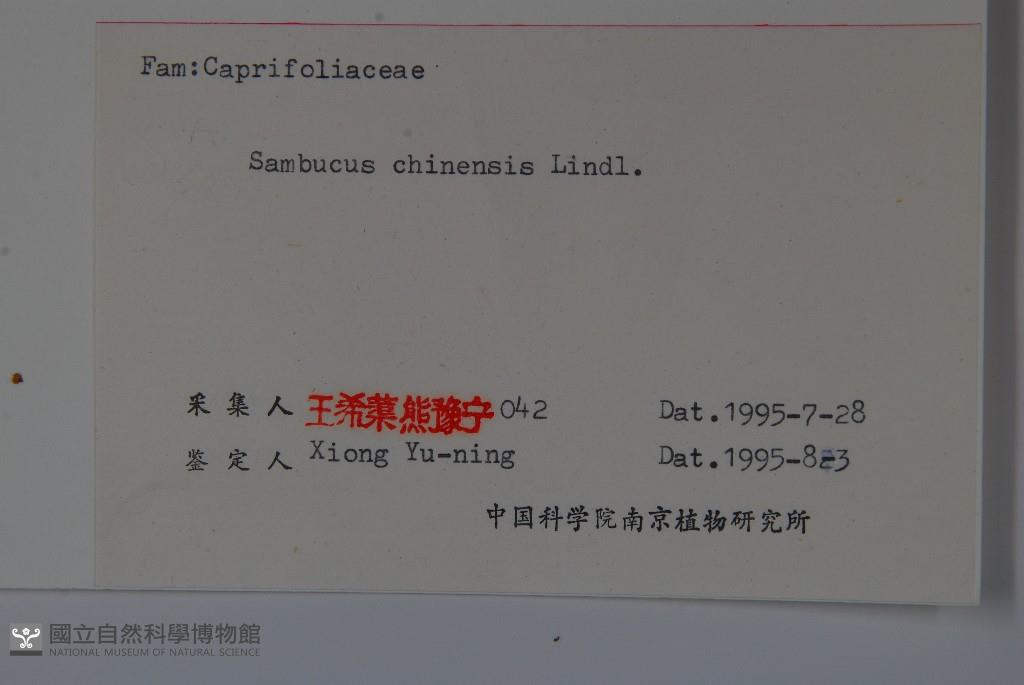 Fam:Caprifoliaceae
Sambucus chinensis Lindl.
采集人 王希蕖熊豫宁 042 Dat.1995-7-28
鉴定人 Xiong Yu-ning Dat.1995-8-3
中国科学院南京植物研究所
國立自然科學博物館
NATIONAL MUSEUM OF NATURAL SCIENCE